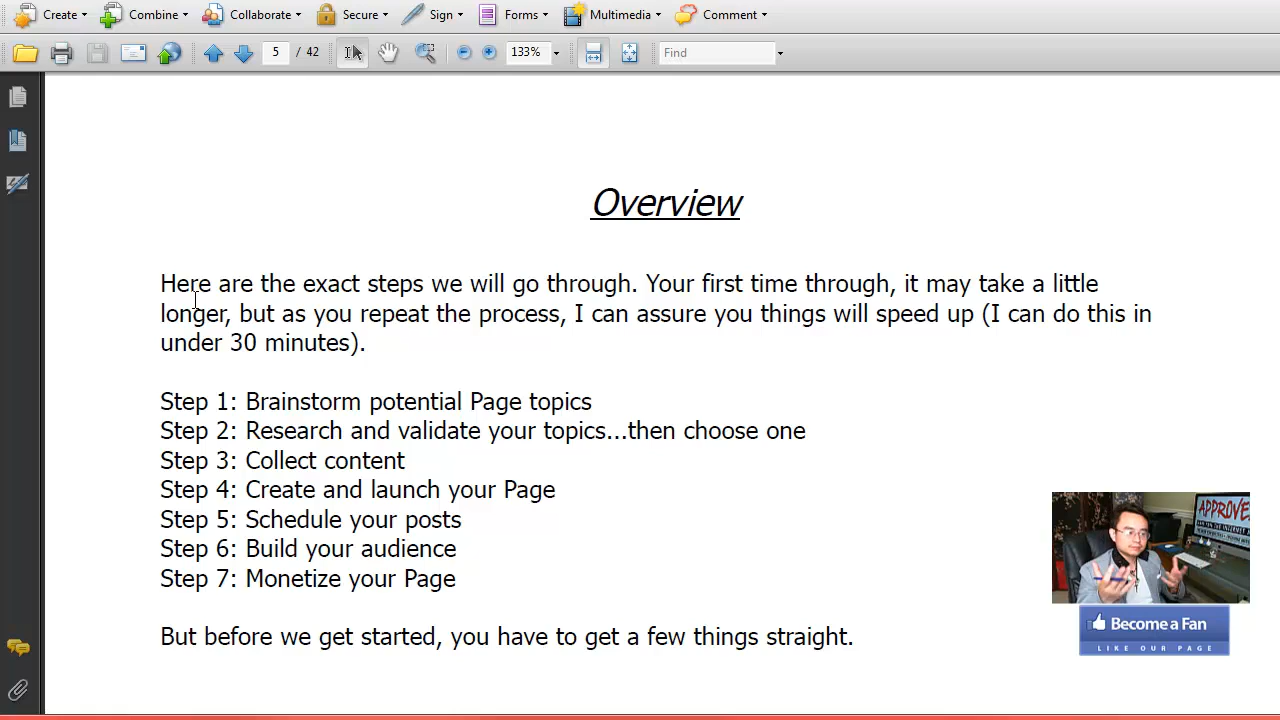 Create Combine Collaborate Secure Sign Forms Multimedia Comment
5 / 42 133% Find
Overview
Here are the exact steps we will go through. Your first time through, it may take a little
longer, but as you repeat the process, I can assure you things will speed up (I can do this in
under 30 minutes).
Step 1: Brainstorm potential Page topics
Step 2: Research and validate your topics...then choose one
Step 3: Collect content
Step 4: Create and launch your Page
Step 5: Schedule your posts
Step 6: Build your audience
Step 7: Monetize your Page
But before we get started, you have to get a few things straight.
Become a Fan
LIKE OUR PAGE